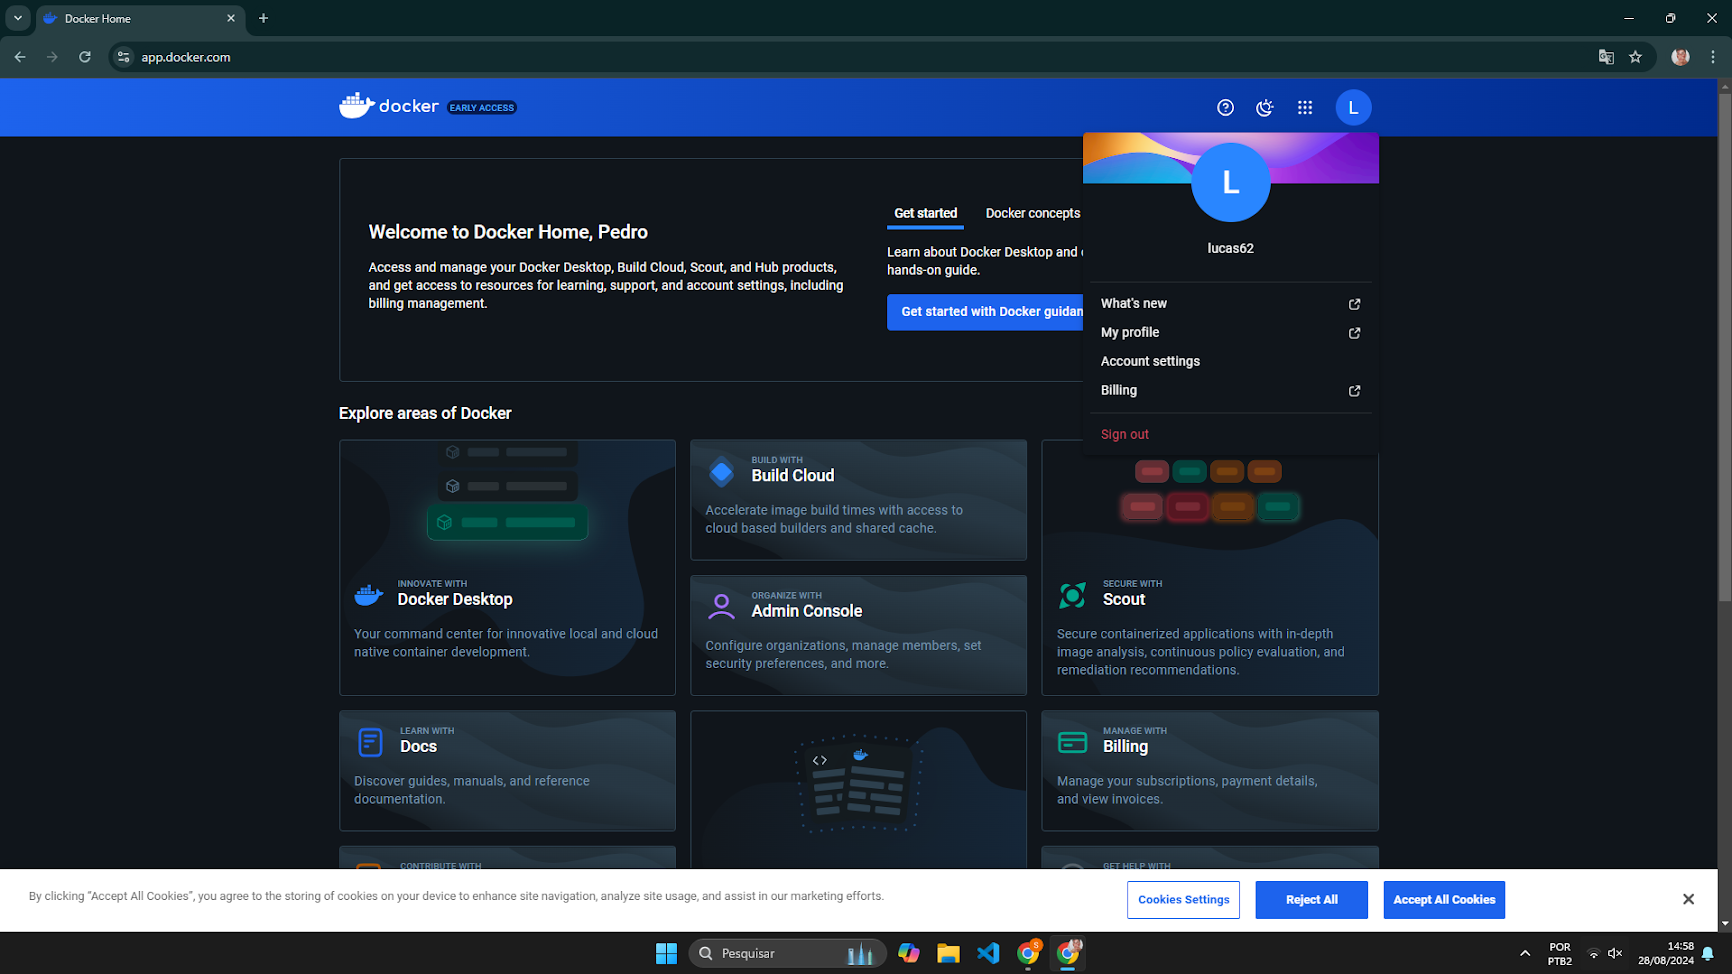 Docker Home
app.docker.com
docker EARLY ACCESS
L
L
lucas62
What's new
My profile
Account settings
Billing
Sign out
Welcome to Docker Home, Pedro
Access and manage your Docker Desktop, Build Cloud, Scout, and Hub products,
and get access to resources for learning, support, and account settings, including
billing management.
Get started Docker concepts
Learn about Docker Desktop and
hands-on guide.
Get started with Docker guidan
Explore areas of Docker
INNOVATE WITH
Docker Desktop
Your command center for innovative local and cloud
native container development.
BUILD WITH
Build Cloud
Accelerate image build times with access to
cloud based builders and shared cache.
ORGANIZE WITH
Admin Console
Configure organizations, manage members, set
security preferences, and more.
SECURE WITH
Scout
Secure containerized applications with in-depth
image analysis, continuous policy evaluation, and
remediation recommendations.
LEARN WITH
Docs
Discover guides, manuals, and reference
documentation.
MANAGE WITH
Billing
Manage your subscriptions, payment details,
and view invoices.
CONTRIBUTE WITH
GET HELP WITH
By clicking "Accept All Cookies", you agree to the storing of cookies on your device to enhance site navigation, analyze site usage, and assist in our marketing efforts.
Cookies Settings
Reject All
Accept All Cookies
Pesquisar
S
POR
PTB2
14:58
28/08/2024